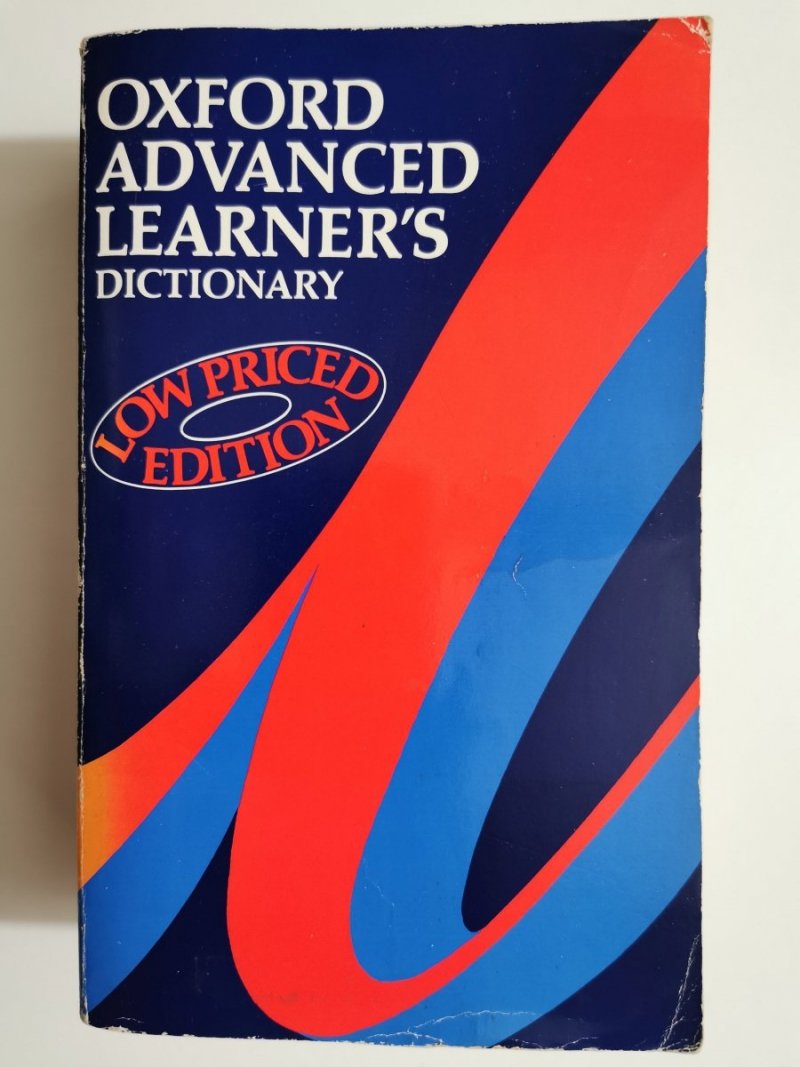 OXFORD
ADVANCED
LEARNER'S
DICTIONARY
LOW PRICED
EDITION